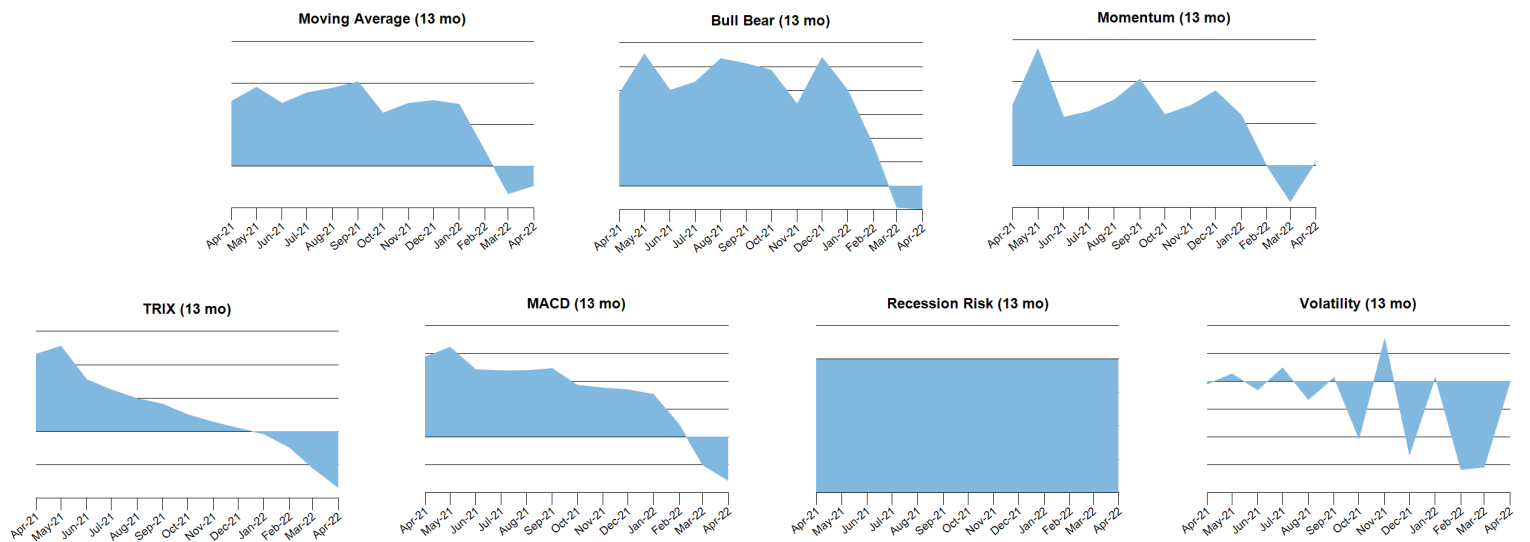 Moving Average (13 mo)
Apr-21 May-21 Jun-21 Jul-21 Aug-21 Sep-21 Oct-21 Nov-21 Dec-21 Jan-22 Feb-22 Mar-22 Apr-22
Bull Bear (13 mo)
Apr-21 May-21 Jun-21 Jul-21 Aug-21 Sep-21 Oct-21 Nov-21 Dec-21 Jan-22 Feb-22 Mar-22 Apr-22
Momentum (13 mo)
Apr-21 May-21 Jun-21 Jul-21 Aug-21 Sep-21 Oct-21 Nov-21 Dec-21 Jan-22 Feb-22 Mar-22 Apr-22
TRIX (13 mo)
Apr-21 May-21 Jun-21 Jul-21 Aug-21 Sep-21 Oct-21 Nov-21 Dec-21 Jan-22 Feb-22 Mar-22 Apr-22
MACD (13 mo)
Apr-21 May-21 Jun-21 Jul-21 Aug-21 Sep-21 Oct-21 Nov-21 Dec-21 Jan-22 Feb-22 Mar-22 Apr-22
Recession Risk (13 mo)
Apr-21 May-21 Jun-21 Jul-21 Aug-21 Sep-21 Oct-21 Nov-21 Dec-21 Jan-22 Feb-22 Mar-22 Apr-22
Volatility (13 mo)
Apr-21 May-21 Jun-21 Jul-21 Aug-21 Sep-21 Oct-21 Nov-21 Dec-21 Jan-22 Feb-22 Mar-22 Apr-22